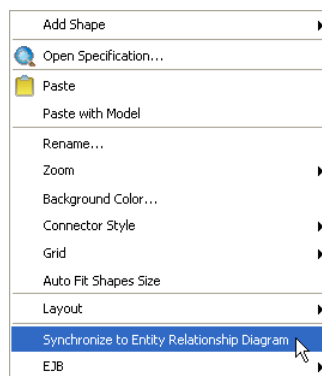 Add Shape
Open Specification...
Paste
Paste with Model
Rename...
Zoom
Background Color...
Connector Style
Grid
Auto Fit Shapes Size
Layout
Synchronize to Entity Relationship Diagram
EJB